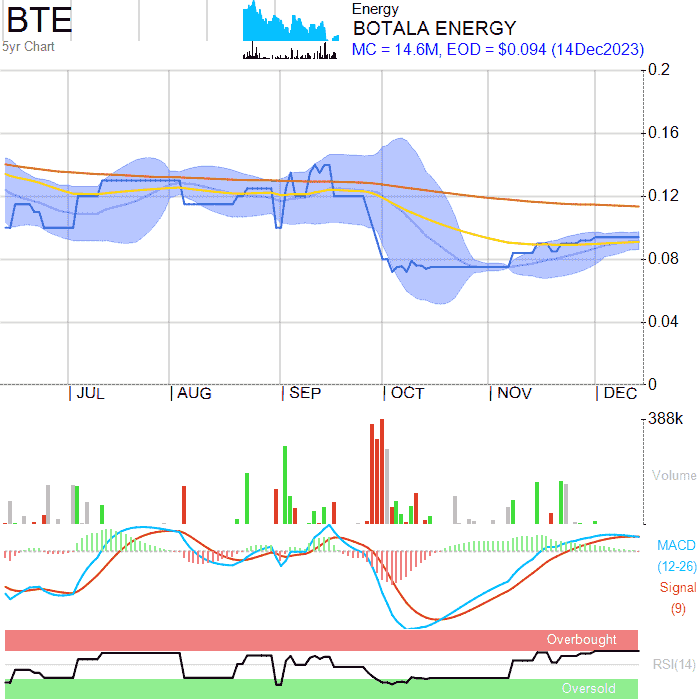 BTE
5yr Chart
Energy
BOTALA ENERGY
MC = 14.6M, EOD = $0.094 (14Dec2023)
0.2
0.16
0.12
0.08
0.04
0
JUL AUG SEP OCT NOV DEC
388k
Volume
MACD
(12-26)
Signal
(9)
Overbought
RSI(14)
Oversold